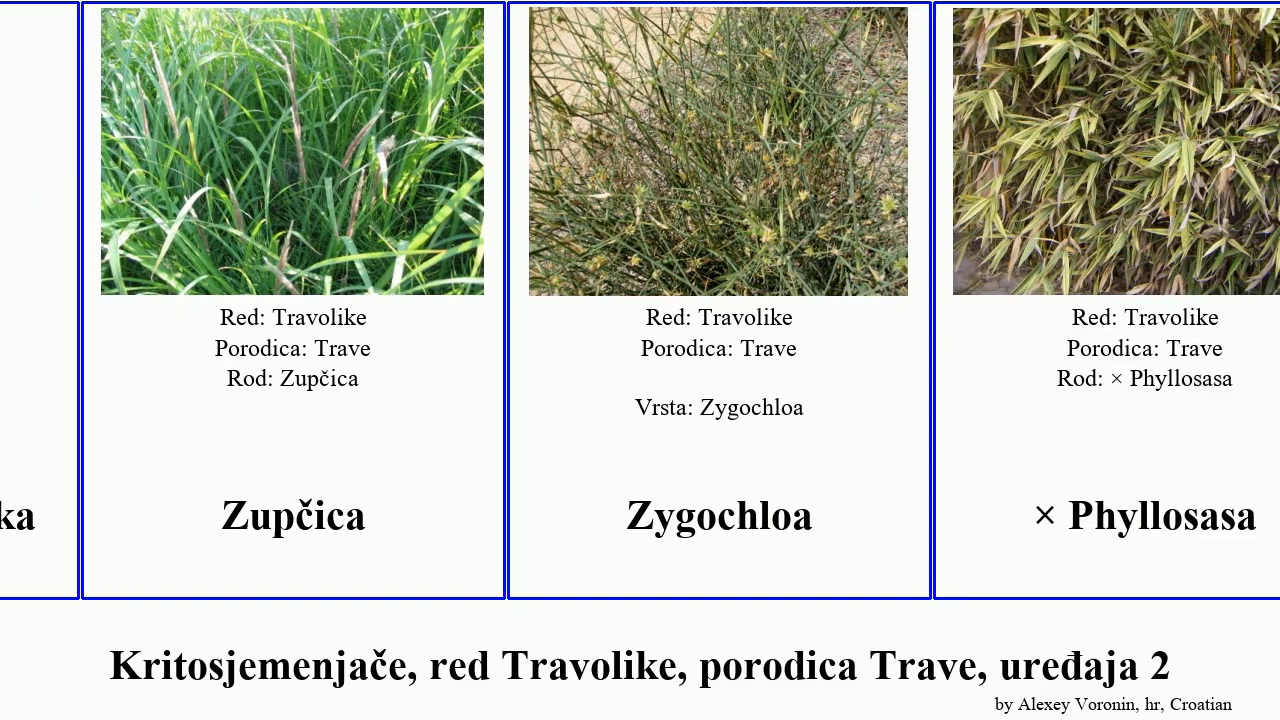 ka
Red: Travolike
Porodica: Trave
Rod: Zupčica
Zupčica
Red: Travolike
Porodica: Trave
Vrsta: Zygochloa
Zygochloa
Red: Travolike
Porodica: Trave
Rod: × Phyllosasa
× Phyllosasa
Kritosjemenjače, red Travolike, porodica Trave, uređaja 2
by Alexey Voronin, hr, Croatian